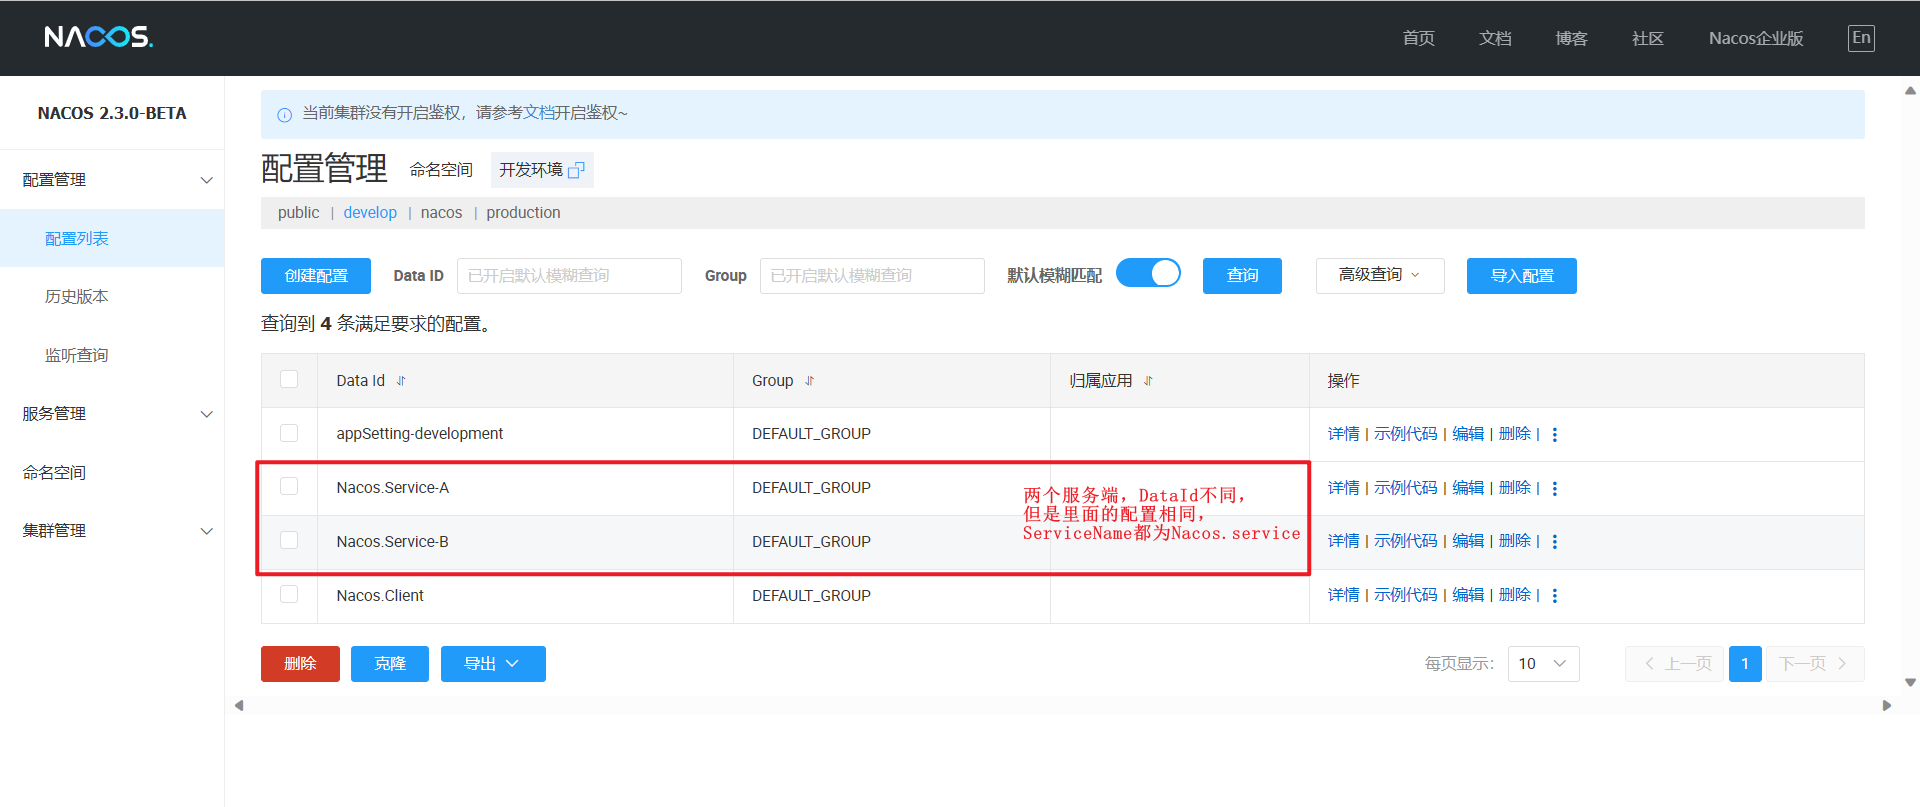 NACOS.
首页 文档 博客 社区 Nacos企业版 En
NACOS 2.3.0-BETA
配置管理
配置列表
历史版本
监听查询
服务管理
命名空间
集群管理
当前集群没有开启鉴权，请参考文档开启鉴权~
配置管理 命名空间 开发环境
public | develop | nacos | production
创建配置 Data ID 已开启默认模糊查询 Group 已开启默认模糊查询 默认模糊匹配 查询 高级查询 导入配置
查询到 4 条满足要求的配置。
Data Id Group 归属应用 操作
appSetting-development DEFAULT_GROUP 详情 | 示例代码 | 编辑 | 删除 |
Nacos.Service-A DEFAULT_GROUP 详情 | 示例代码 | 编辑 | 删除 |
Nacos.Service-B DEFAULT_GROUP 详情 | 示例代码 | 编辑 | 删除 |
两个服务端，DataId不同，
但是里面的配置相同，
ServiceName都为Nacos.service
Nacos.Client DEFAULT_GROUP 详情 | 示例代码 | 编辑 | 删除 |
删除 克隆 导出 每页显示: 10 上一页 1 下一页